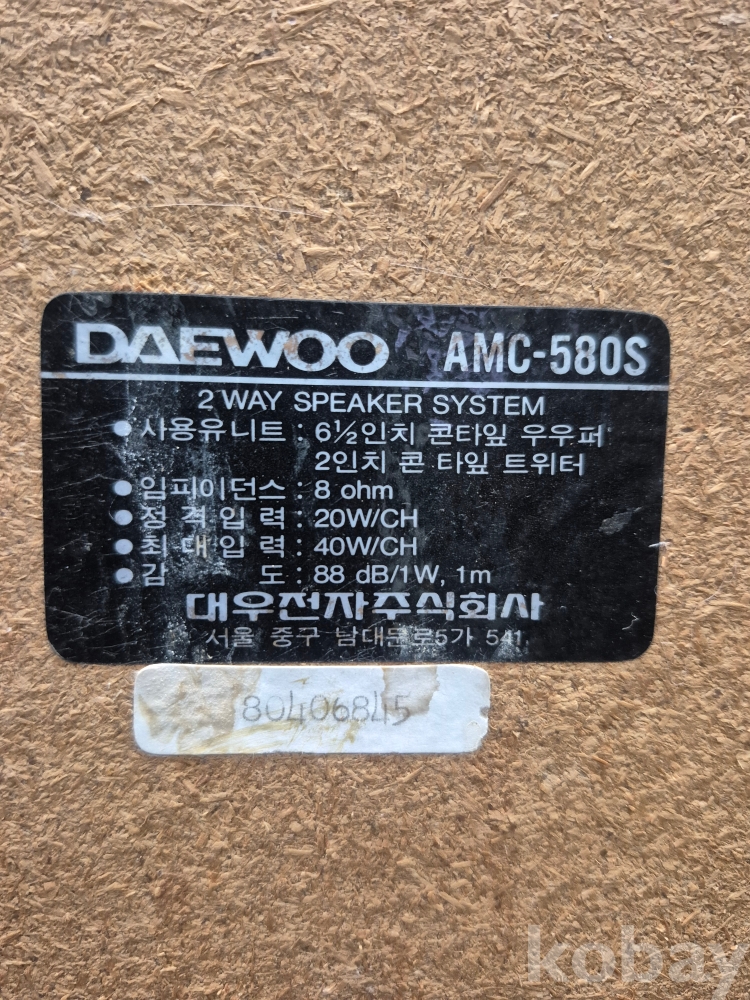 DAEWOO AMC-580S
2 WAY SPEAKER SYSTEM
● 사용유니트 : 6½인치 콘타잎 우우퍼
2인치 콘 타잎 트위터
● 임피이던스 : 8 ohm
● 정 격 입 력 : 20W/CH
● 최 대 입 력 : 40W/CH
● 감 도 : 88 dB/1W, 1m
대우전자주식회사
서울 중구 남대문로5가 541
80406845
kobay